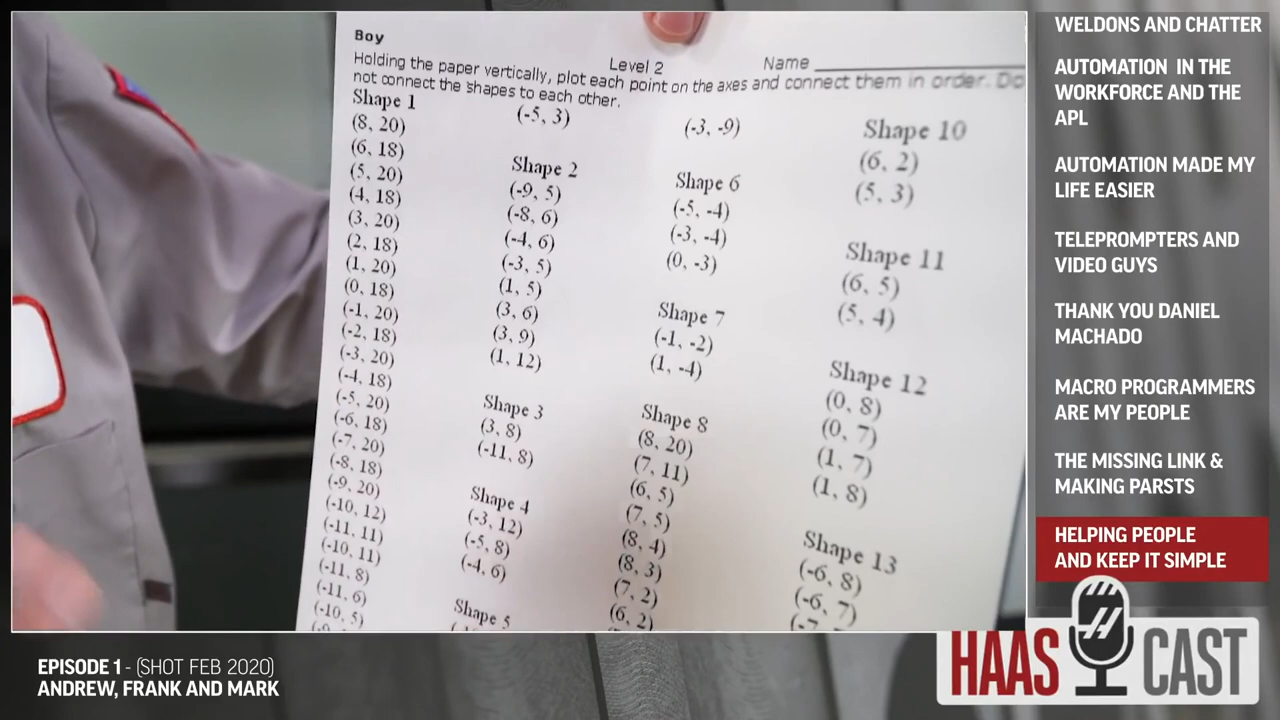 Boy
Level 2
Name
Holding the paper vertically, plot each point on the axes and connect them in order. Do
not connect the shapes to each other.
Shape 1
(8, 20)
(6, 18)
(5, 20)
(4, 18)
(3, 20)
(2, 18)
(1, 20)
(0, 18)
(-1, 20)
(-2, 18)
(-3, 20)
(-4, 18)
(-5, 20)
(-6, 18)
(-7, 20)
(-8, 18)
(-9, 20)
(-10, 12)
(-11, 11)
(-10, 11)
(-11, 8)
(-11, 6)
(-10, 5)
(-5, 3)
Shape 2
(-9, 5)
(-8, 6)
(-4, 6)
(-3, 5)
(1, 5)
(3, 6)
(3, 9)
(1, 12)
Shape 3
(3, 8)
(-11, 8)
Shape 4
(-3, 12)
(-5, 8)
(-4, 6)
Shape 5
(-3, -9)
Shape 6
(-5, -4)
(-3, -4)
(0, -3)
Shape 7
(-1, -2)
(1, -4)
Shape 8
(8, 20)
(7, 11)
(6, 5)
(7, 5)
(8, 4)
(8, 3)
(7, 2)
(6, 2)
Shape 10
(6, 2)
(5, 3)
Shape 11
(6, 5)
(5, 4)
Shape 12
(0, 8)
(0, 7)
(1, 7)
(1, 8)
Shape 13
(-6, 8)
(-6, 7)
WELDONS AND CHATTER
AUTOMATION IN THE
WORKFORCE AND THE
APL
AUTOMATION MADE MY
LIFE EASIER
TELEPROMPTERS AND
VIDEO GUYS
THANK YOU DANIEL
MACHADO
MACRO PROGRAMMERS
ARE MY PEOPLE
THE MISSING LINK &
MAKING PARSTS
HELPING PEOPLE
AND KEEP IT SIMPLE
EPISODE 1 - (SHOT FEB 2020)
ANDREW, FRANK AND MARK
HAAS CAST